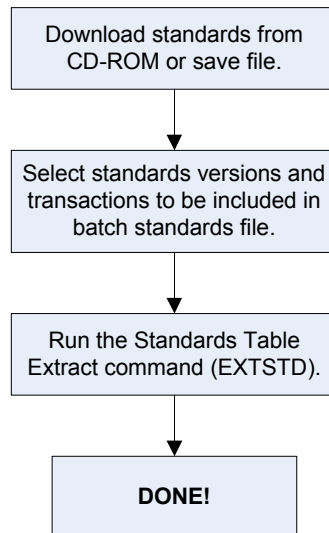 Download standards from
CD-ROM or save file.
Select standards versions and
transactions to be included in
batch standards file.
Run the Standards Table
Extract command (EXTSTD).
DONE!